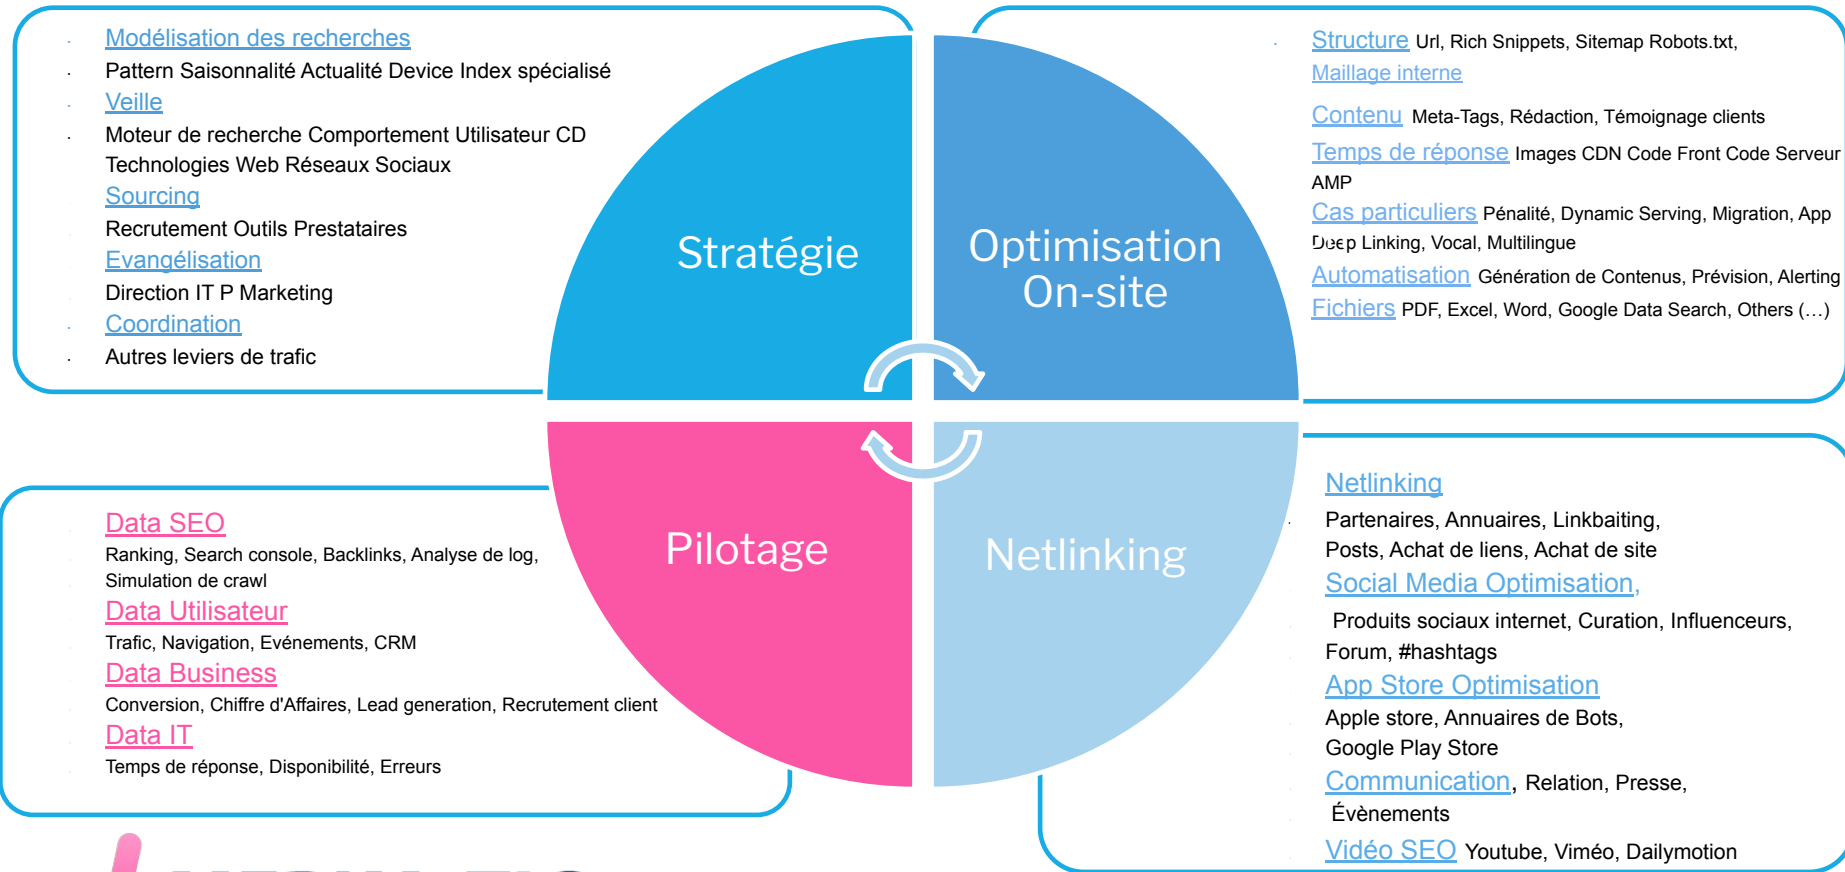 Modélisation des recherches
Pattern Saisonnalité Actualité Device Index spécialisé
Veille
Moteur de recherche Comportement Utilisateur CD
Technologies Web Réseaux Sociaux
Sourcing
Recrutement Outils Prestataires
Evangélisation
Direction IT P Marketing
Coordination
Autres leviers de trafic
Stratégie
Optimisation
On-site
Structure Url, Rich Snippets, Sitemap Robots.txt,
Maillage interne
Contenu Meta-Tags, Rédaction, Témoignage clients
Temps de réponse Images CDN Code Front Code Serveur
AMP
Cas particuliers Pénalité, Dynamic Serving, Migration, App
Deep Linking, Vocal, Multilingue
Automatisation Génération de Contenus, Prévision, Alerting
Fichiers PDF, Excel, Word, Google Data Search, Others (…)
Data SEO
Ranking, Search console, Backlinks, Analyse de log,
Simulation de crawl
Data Utilisateur
Trafic, Navigation, Evénements, CRM
Data Business
Conversion, Chiffre d'Affaires, Lead generation, Recrutement client
Data IT
Temps de réponse, Disponibilité, Erreurs
Pilotage
Netlinking
Netlinking
Partenaires, Annuaires, Linkbaiting,
Posts, Achat de liens, Achat de site
Social Media Optimisation,
Produits sociaux internet, Curation, Influenceurs,
Forum, #hashtags
App Store Optimisation
Apple store, Annuaires de Bots,
Google Play Store
Communication, Relation, Presse,
Évènements
Vidéo SEO Youtube, Viméo, Dailymotion